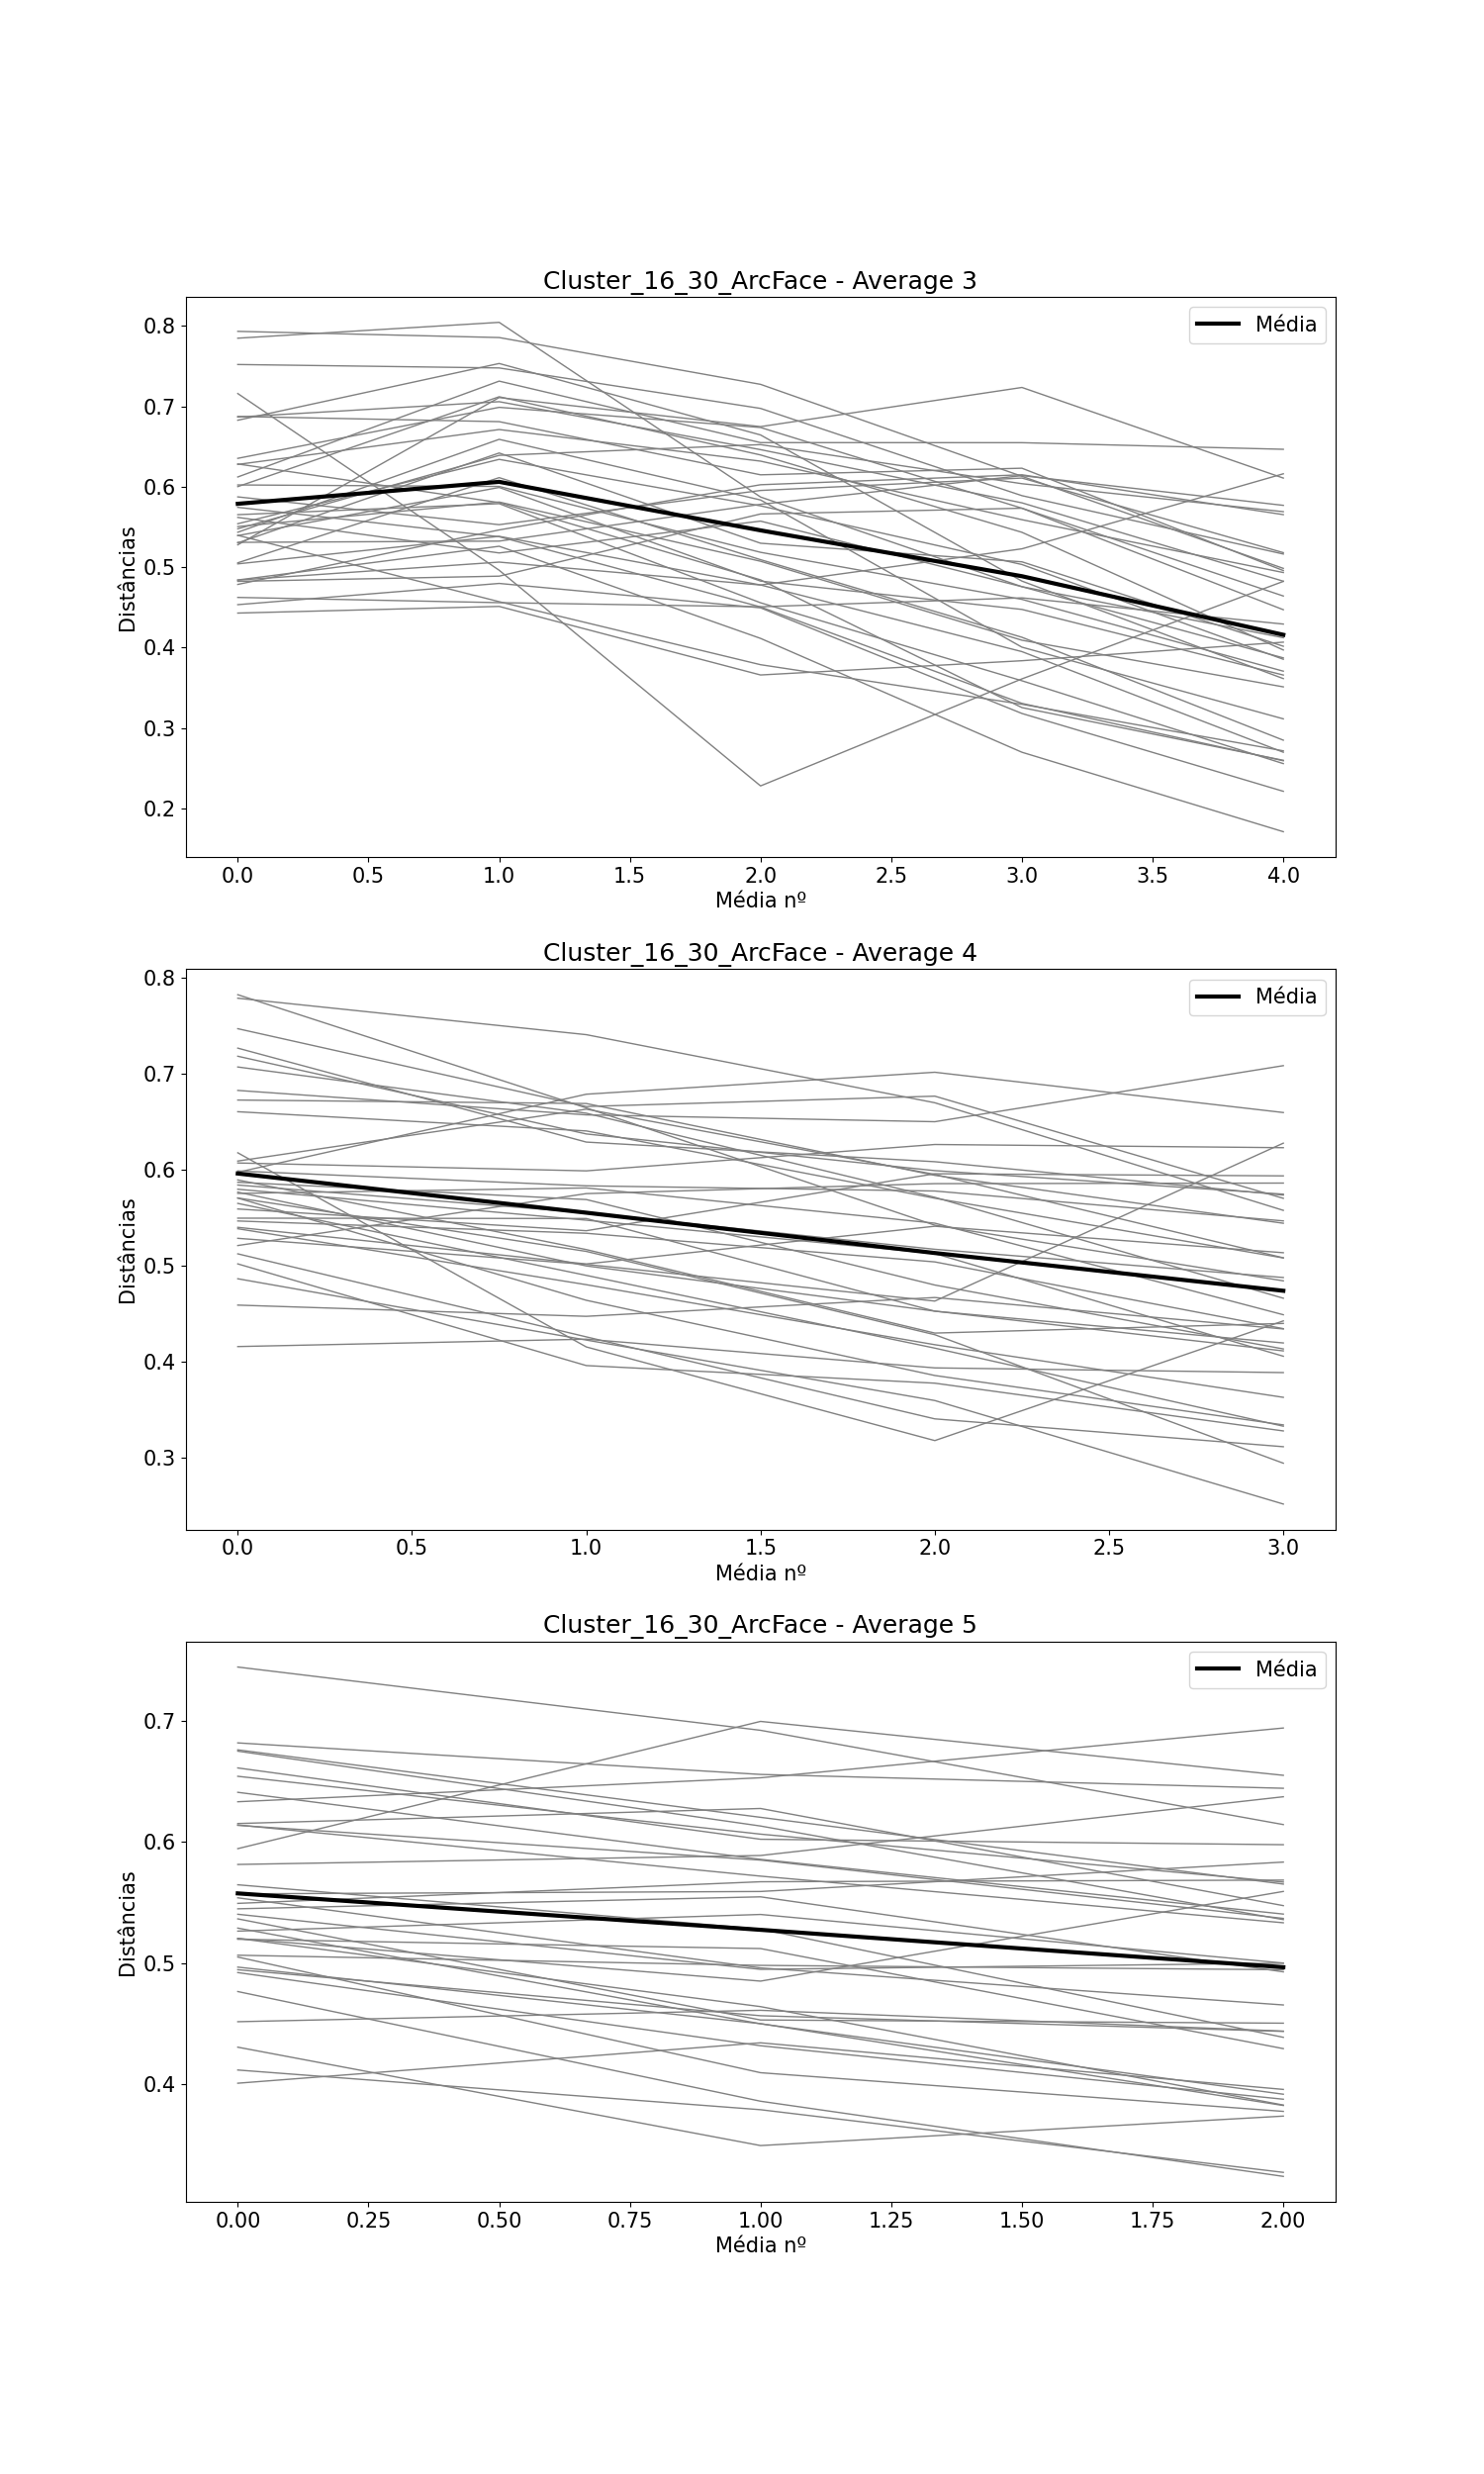 Cluster_16_30_ArcFace - Average 3
Média
0.8
0.7
0.6
0.5
0.4
0.3
0.2
Distâncias
0.0 0.5 1.0 1.5 2.0 2.5 3.0 3.5 4.0
Média nº
Cluster_16_30_ArcFace - Average 4
Média
0.8
0.7
0.6
0.5
0.4
0.3
Distâncias
0.0 0.5 1.0 1.5 2.0 2.5 3.0
Média nº
Cluster_16_30_ArcFace - Average 5
Média
0.7
0.6
0.5
0.4
Distâncias
0.00 0.25 0.50 0.75 1.00 1.25 1.50 1.75 2.00
Média nº